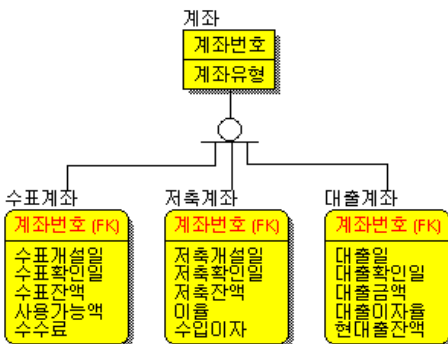 계좌
계좌번호
계좌유형
수표계좌
계좌번호 (FK)
수표개설일
수표확인일
수표잔액
사용가능액
수수료
저축계좌
계좌번호 (FK)
저축개설일
저축확인일
저축잔액
이율
수입이자
대출계좌
계좌번호 (FK)
대출일
대출확인일
대출금액
대출이자율
현대출잔액